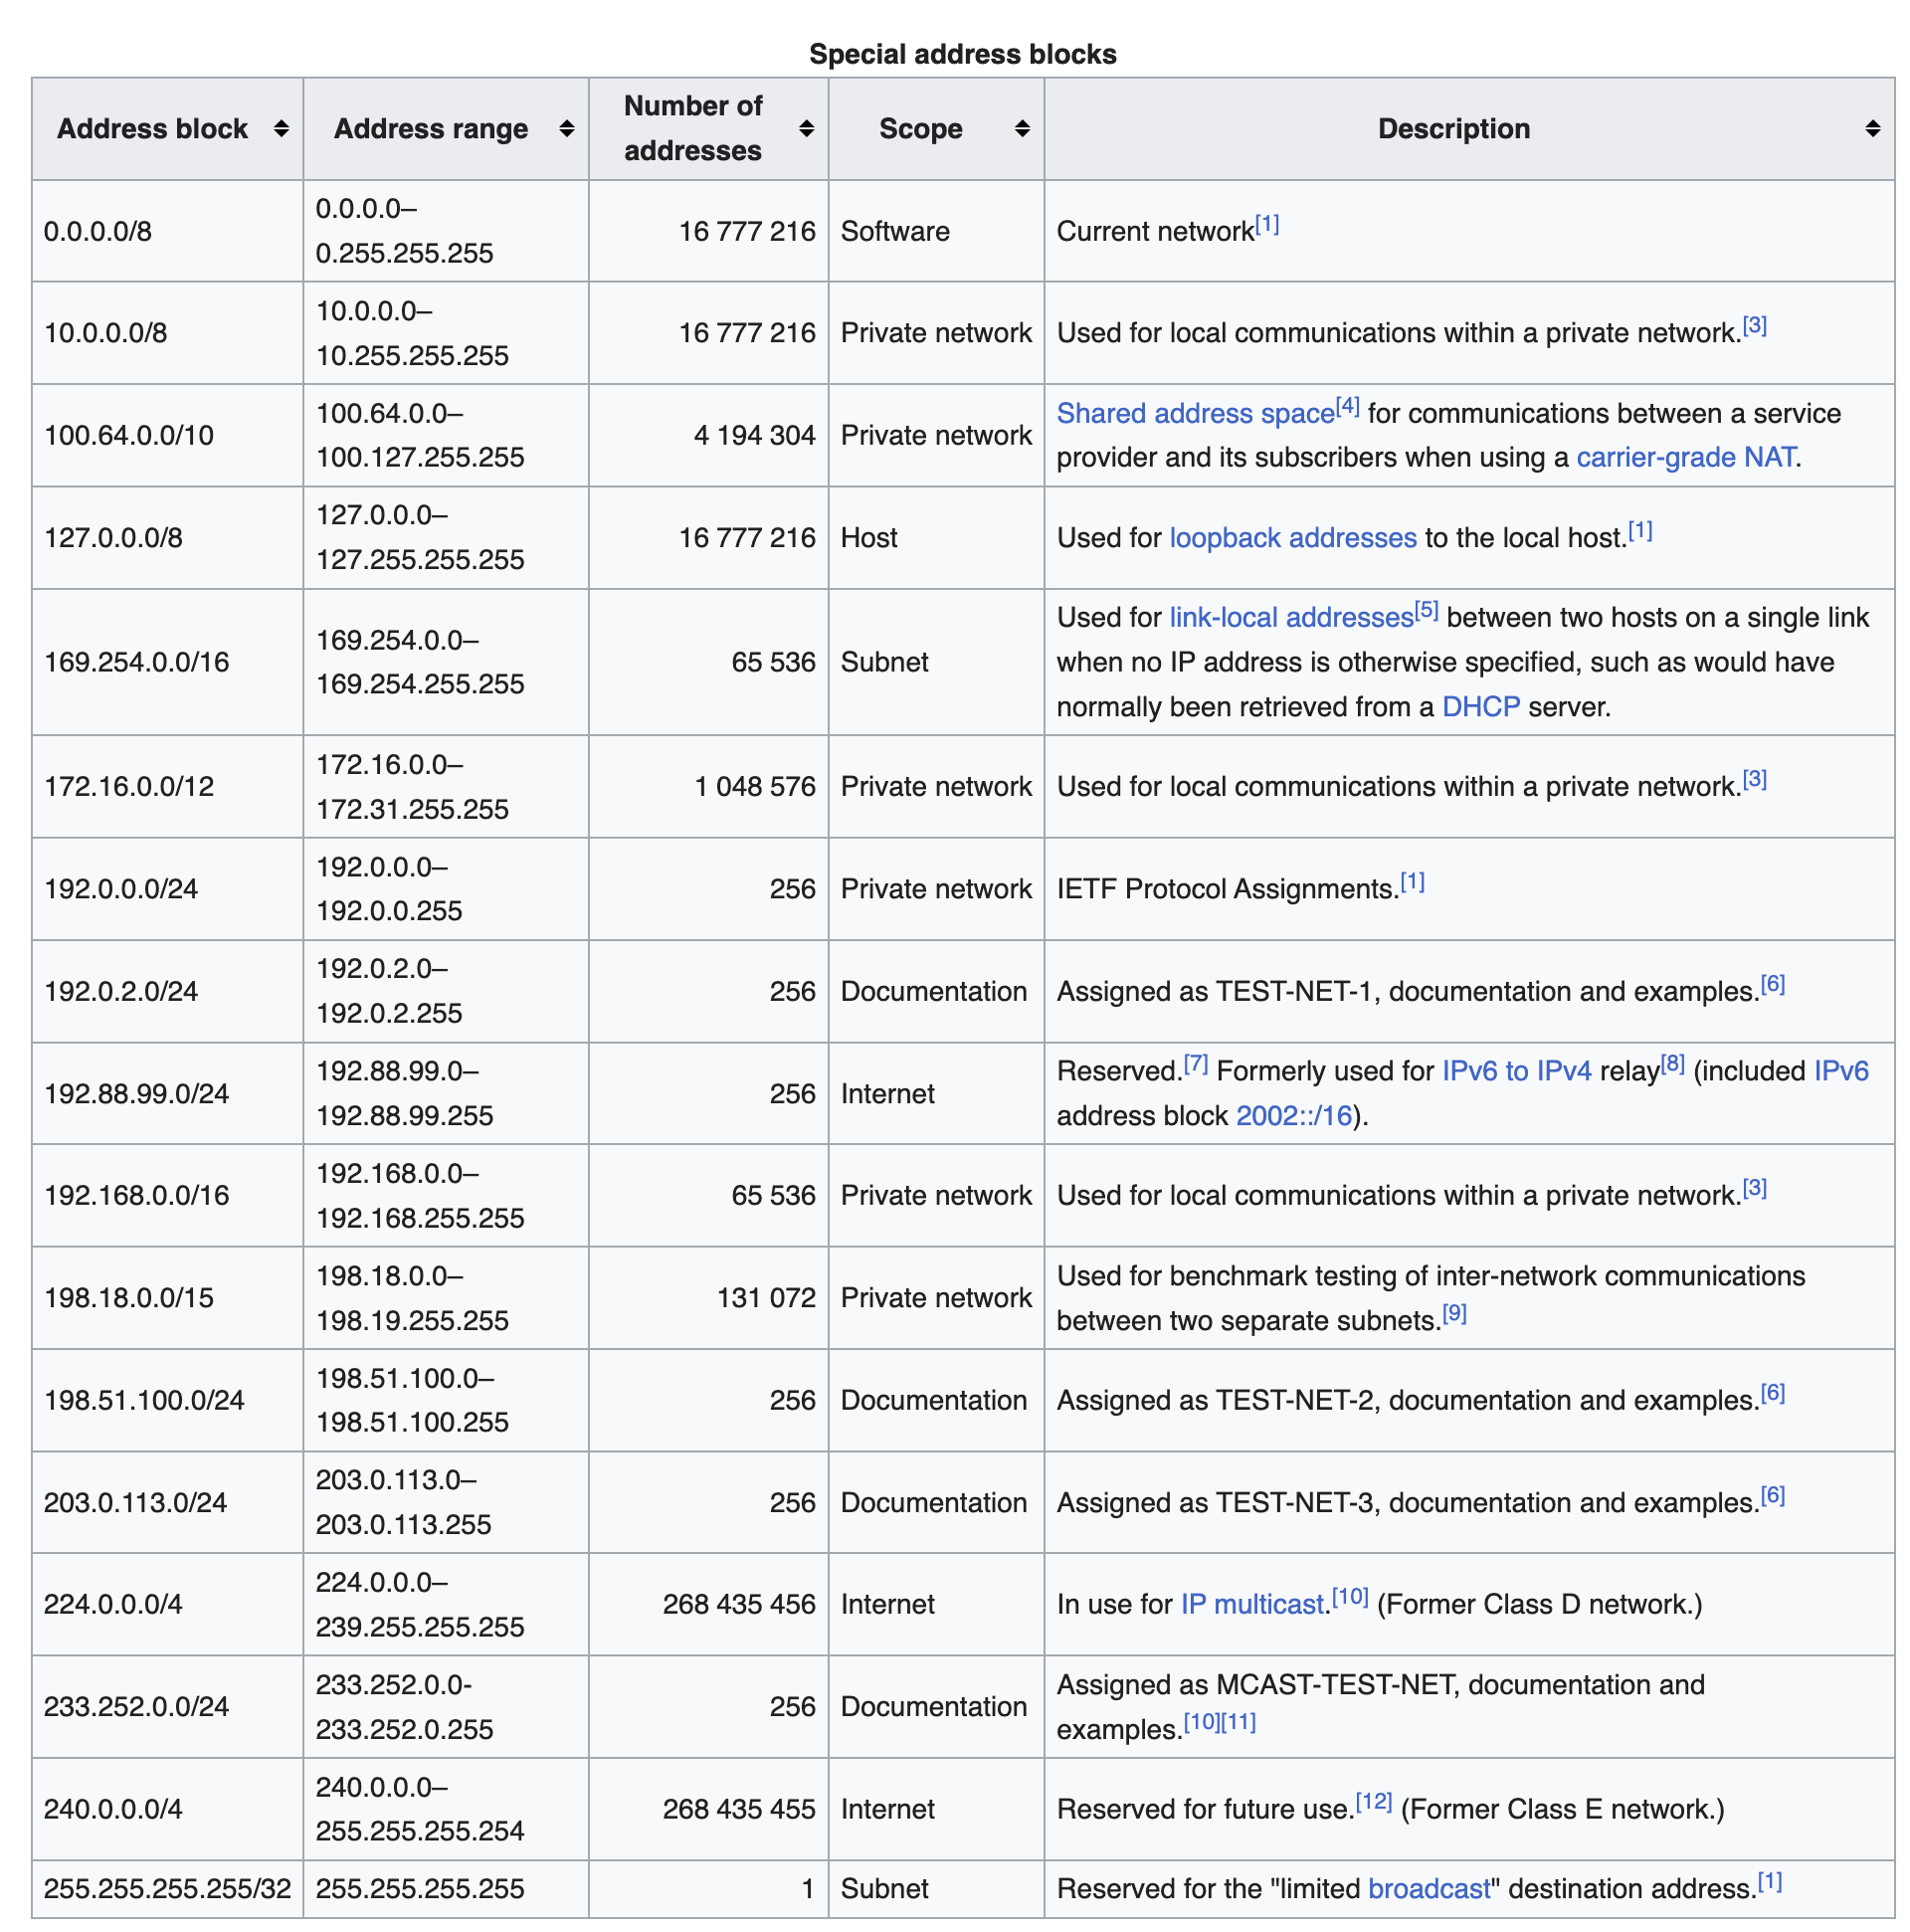 Special address blocks
Address block
Address range
Number of
addresses
Scope
Description
0.0.0.0/8
0.0.0.0–
0.255.255.255
16 777 216
Software
Current network[1]
10.0.0.0/8
10.0.0.0–
10.255.255.255
16 777 216
Private network
Used for local communications within a private network.[3]
100.64.0.0/10
100.64.0.0–
100.127.255.255
4 194 304
Private network
Shared address space[4] for communications between a service
provider and its subscribers when using a carrier-grade NAT.
127.0.0.0/8
127.0.0.0–
127.255.255.255
16 777 216
Host
Used for loopback addresses to the local host.[1]
169.254.0.0/16
169.254.0.0–
169.254.255.255
65 536
Subnet
Used for link-local addresses[5] between two hosts on a single link
when no IP address is otherwise specified, such as would have
normally been retrieved from a DHCP server.
172.16.0.0/12
172.16.0.0–
172.31.255.255
1 048 576
Private network
Used for local communications within a private network.[3]
192.0.0.0/24
192.0.0.0–
192.0.0.255
256
Private network
IETF Protocol Assignments.[1]
192.0.2.0/24
192.0.2.0–
192.0.2.255
256
Documentation
Assigned as TEST-NET-1, documentation and examples.[6]
192.88.99.0/24
192.88.99.0–
192.88.99.255
256
Internet
Reserved.[7] Formerly used for IPv6 to IPv4 relay[8] (included IPv6
address block 2002::/16).
192.168.0.0/16
192.168.0.0–
192.168.255.255
65 536
Private network
Used for local communications within a private network.[3]
198.18.0.0/15
198.18.0.0–
198.19.255.255
131 072
Private network
Used for benchmark testing of inter-network communications
between two separate subnets.[9]
198.51.100.0/24
198.51.100.0–
198.51.100.255
256
Documentation
Assigned as TEST-NET-2, documentation and examples.[6]
203.0.113.0/24
203.0.113.0–
203.0.113.255
256
Documentation
Assigned as TEST-NET-3, documentation and examples.[6]
224.0.0.0/4
224.0.0.0–
239.255.255.255
268 435 456
Internet
In use for IP multicast.[10] (Former Class D network.)
233.252.0.0/24
233.252.0.0-
233.252.0.255
256
Documentation
Assigned as MCAST-TEST-NET, documentation and
examples.[10][11]
240.0.0.0/4
240.0.0.0–
255.255.255.254
268 435 455
Internet
Reserved for future use.[12] (Former Class E network.)
255.255.255.255/32
255.255.255.255
1
Subnet
Reserved for the "limited broadcast" destination address.[1]